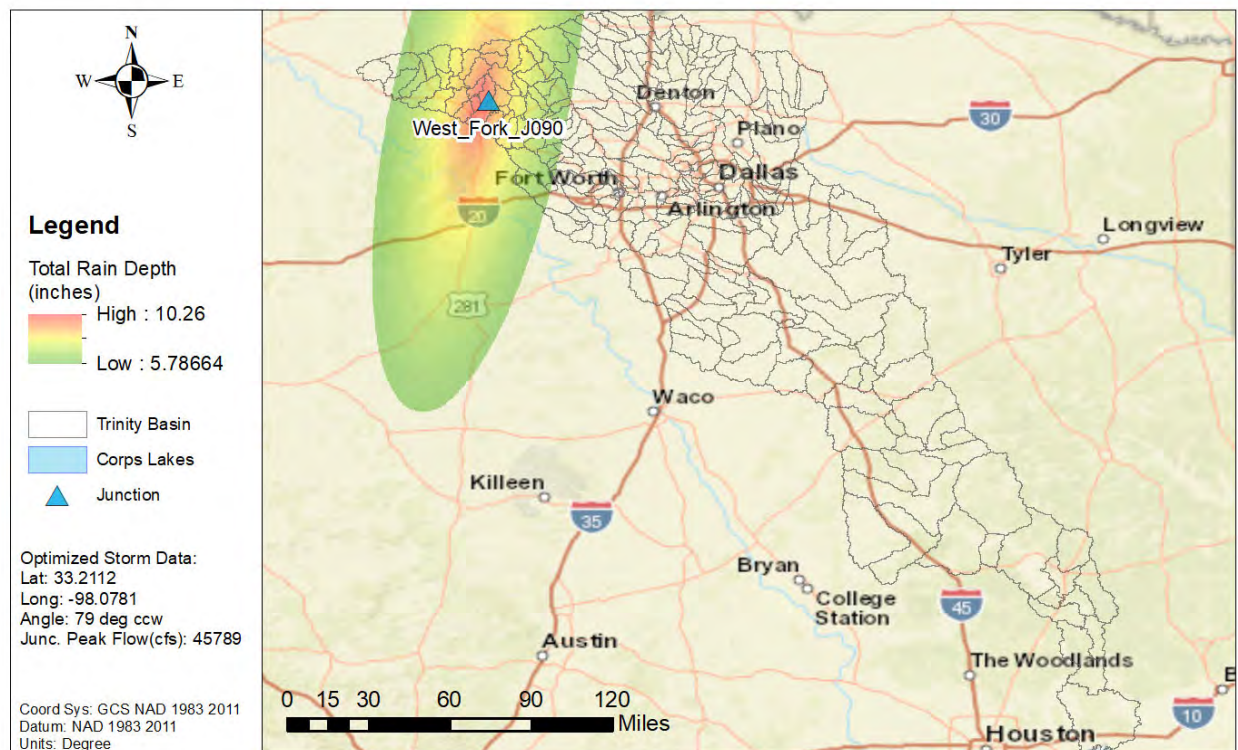 N
W
E
S
Legend
Total Rain Depth
(inches)
High : 10.26
Low : 5.78664
Trinity Basin
Corps Lakes
Junction
Optimized Storm Data:
Lat: 33.2112
Long: -98.0781
Angle: 79 deg ccw
Junc. Peak Flow(cfs): 45789
Coord Sys: GCS NAD 1983 2011
Datum: NAD 1983 2011
Units: Degree
Denton
West_Fork_J090
30
Plano
Fort Worth
Dallas
20
Arlington
Longview
Tyler
281
Waco
Killeen
35
Bryan
College
Station
45
Austin
The Woodlands
B
10
Houston
0 15 30 60 90 120
Miles